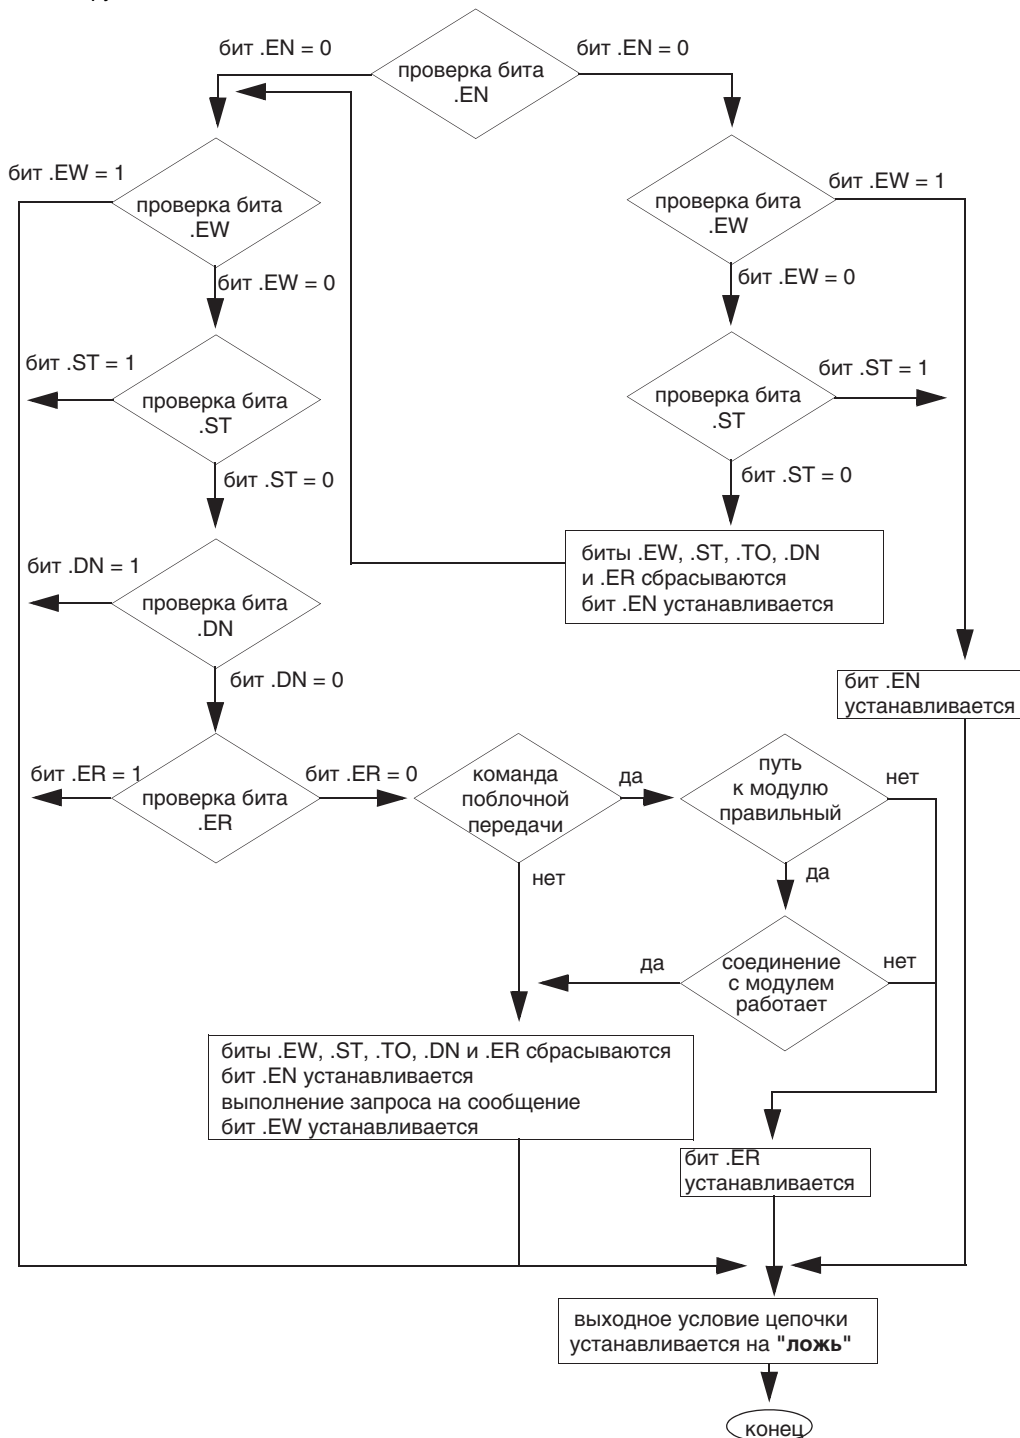 бит .EN = 0
бит .EN = 0
проверка бита
.EN
бит .EW = 1
проверка бита
.EW
бит .EW = 0
проверка бита
.EW
бит .EW = 1
бит .EW = 0
бит .ST = 1
проверка бита
.ST
бит .ST = 0
проверка бита
.ST
бит .ST = 1
бит .ST = 0
биты .EW, .ST, .TO, .DN
и .ER сбрасываются
бит .EN устанавливается
бит .DN = 1
проверка бита
.DN
бит .DN = 0
бит .EN
устанавливается
бит .ER = 1
проверка бита
.ER
бит .ER = 0
команда
поблочной
передачи
да
нет
путь
к модулю
правильный
нет
да
соединение
с модулем
работает
да
нет
биты .EW, .ST, .TO, .DN и .ER сбрасываются
бит .EN устанавливается
выполнение запроса на сообщение
бит .EW устанавливается
бит .ER
устанавливается
выходное условие цепочки
устанавливается на "ложь"
конец